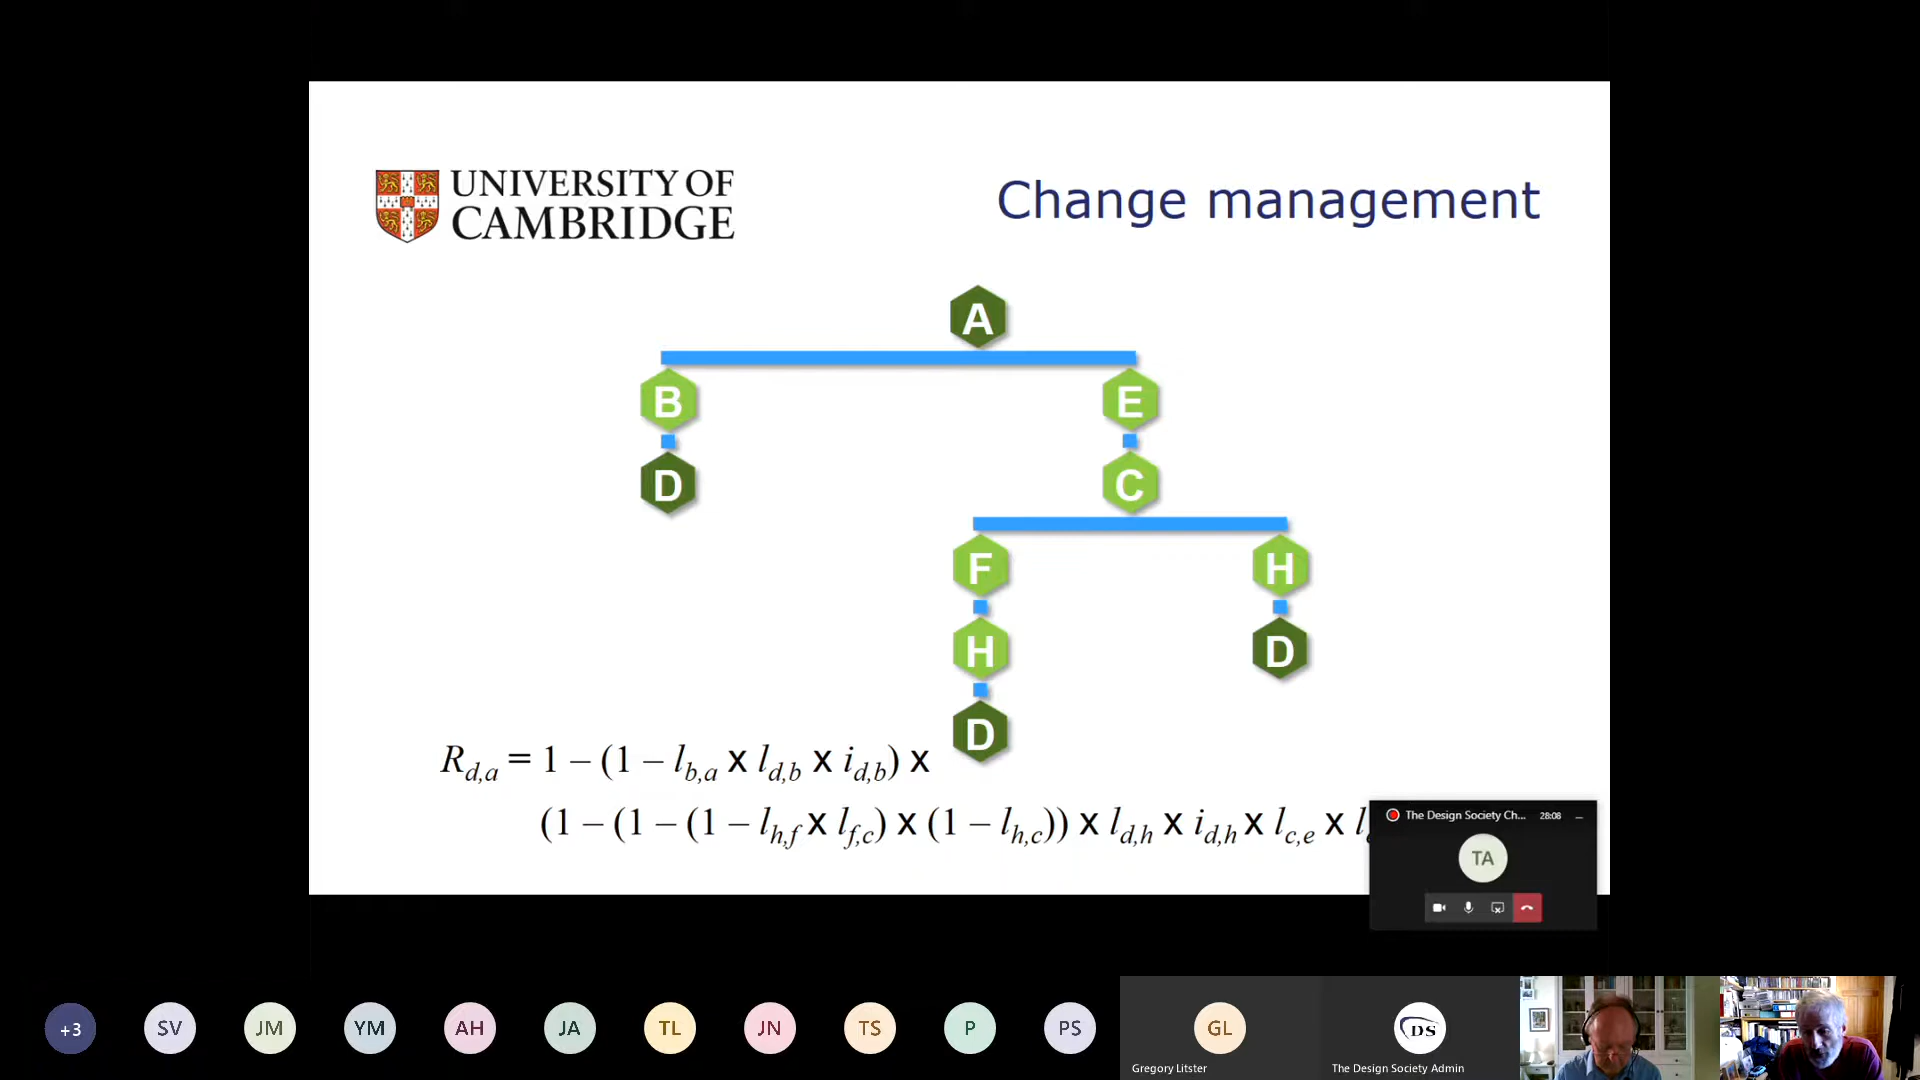 UNIVERSITY OF
CAMBRIDGE
Change management
A
B E
D C
F H
H D
D
R_{d,a} = 1 – (1 – l_{b,a} x l_{d,b} x i_{d,b}) x
(1 – (1 – (1 – l_{h,f} x l_{f,c}) x (1 – l_{h,c})) x l_{d,h} x i_{d,h} x l_{c,e} x l
The Design Society Ch... 28:08
TA
+3 SV JM YM AH JA TL JN TS P PS GL DS
Gregory Litster The Design Society Admin